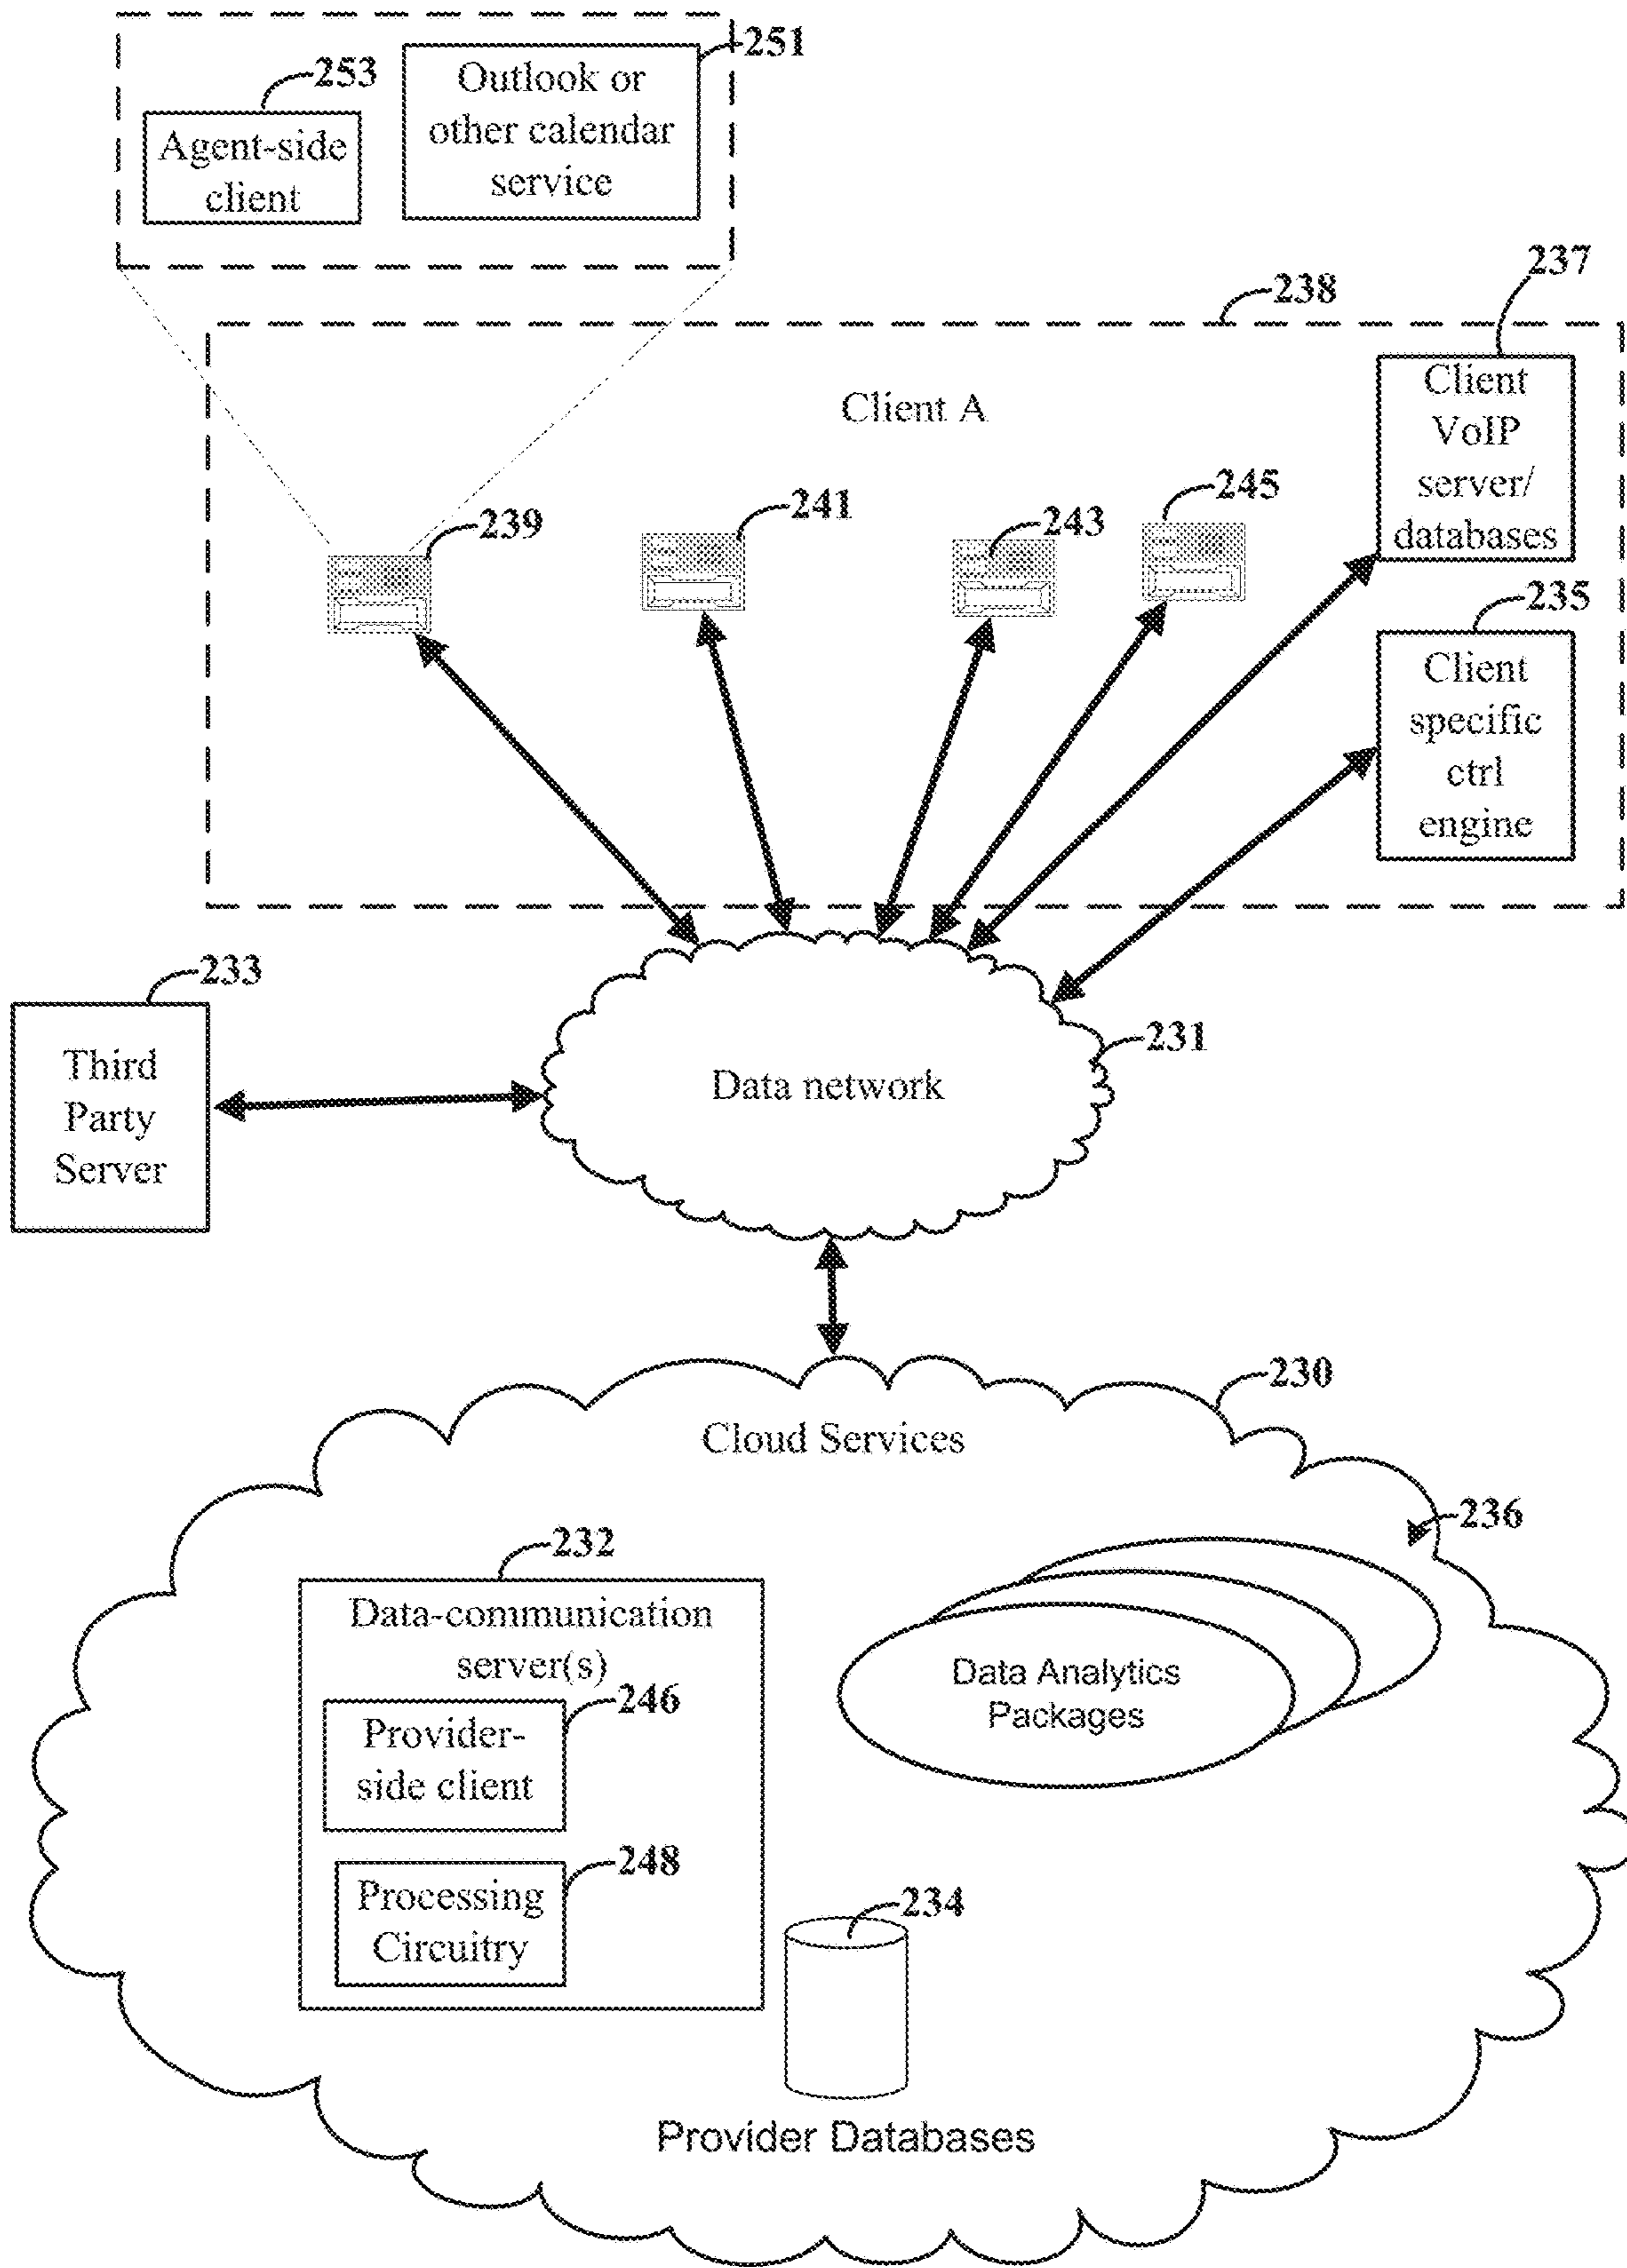 251
253
Outlook or
other calendar
service
Agent-side
client
237
238
Client A
Client
VoIP
server/
databases
239
241
243
245
235
Client
specific
ctrl
engine
233
Third
Party
Server
231
Data network
230
Cloud Services
236
232
Data-communication
server(s)
Data Analytics
Packages
246
Provider-
side client
248
Processing
Circuitry
234
Provider Databases